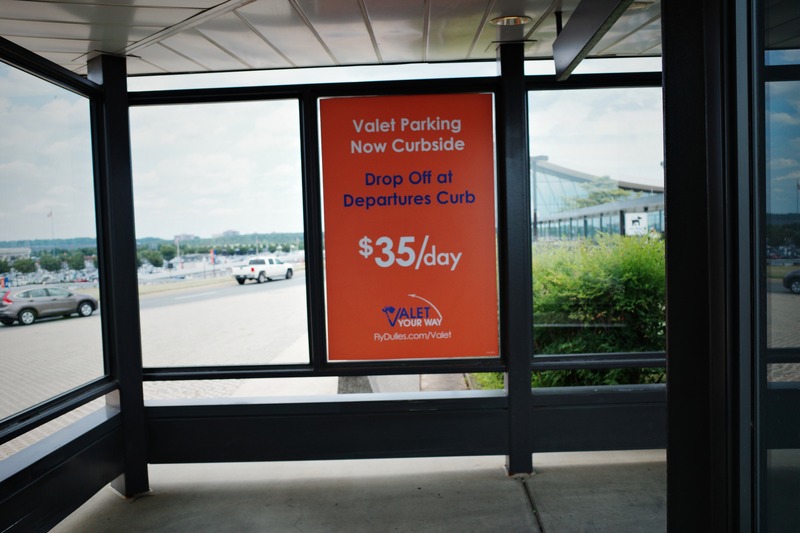 Valet Parking
Now Curbside
Drop Off at
Departures Curb
$35/day
VALET
YOUR WAY
FlyDulles.com/Valet